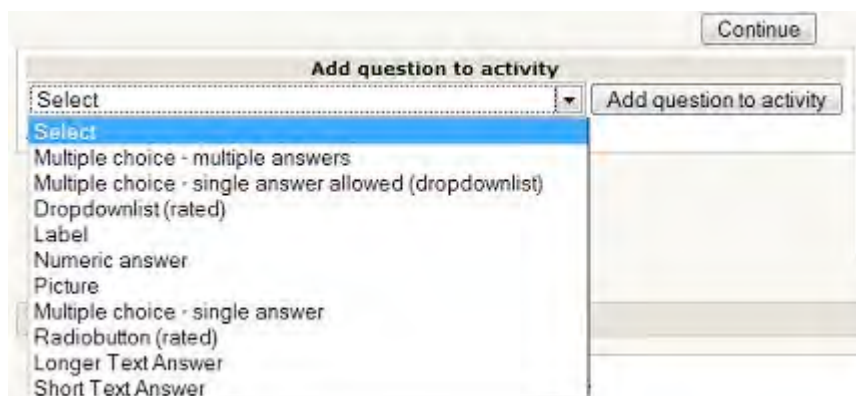 Continue
Add question to activity
Select Add question to activity
Select
Multiple choice - multiple answers
Multiple choice - single answer allowed (dropdownlist)
Dropdownlist (rated)
Label
Numeric answer
Picture
Multiple choice - single answer
Radiobutton (rated)
Longer Text Answer
Short Text Answer